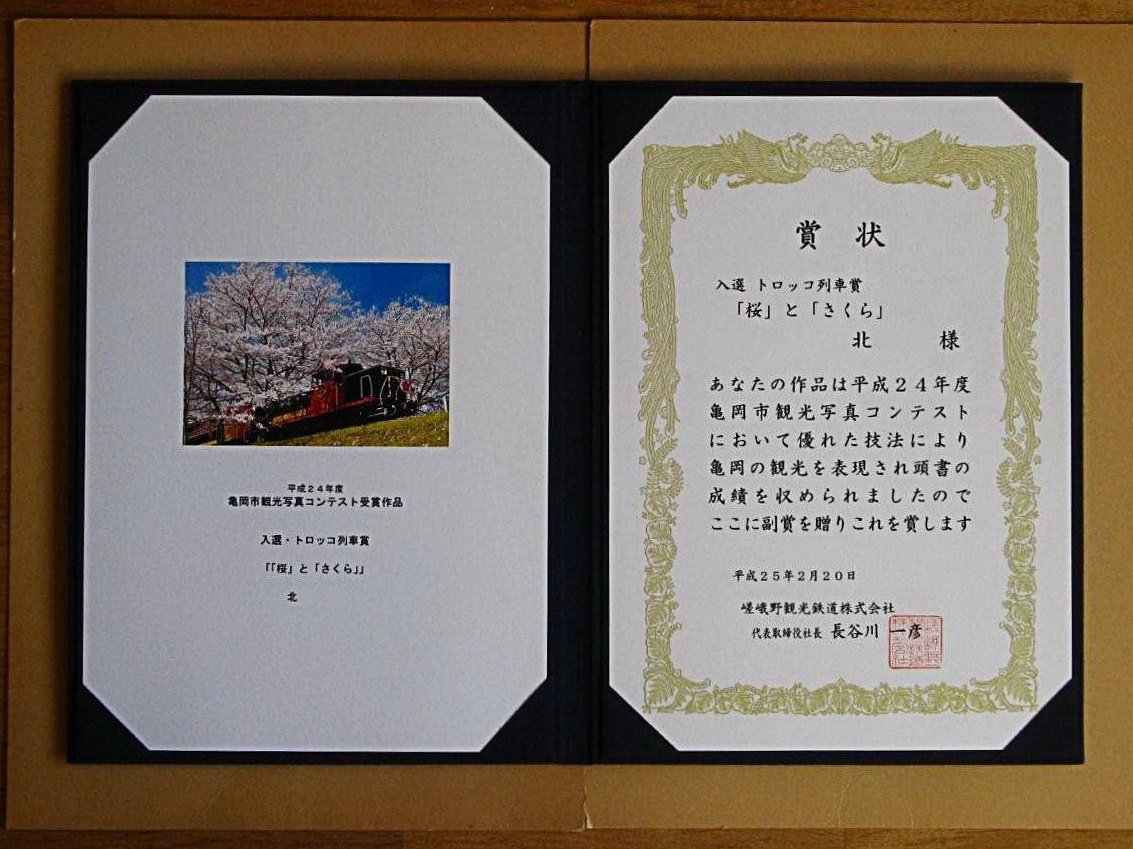 平成24年度
亀岡市観光写真コンテスト受賞作品
入選・トロッコ列車賞
「「桜」と「さくら」」
北
賞 状
入選 トロッコ列車賞
「桜」と「さくら」
北 様
あなたの作品は平成24年度
亀岡市観光写真コンテスト
において優れた技法により
亀岡の観光を表現され頭書の
成績を収められましたので
ここに副賞を贈りこれを賞します
平成25年2月20日
嵯峨野観光鉄道株式会社
代表取締役社長 長谷川 一彦